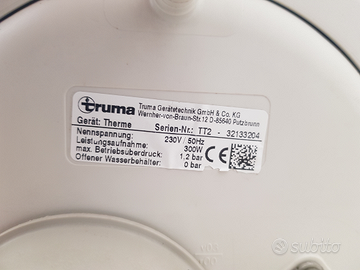 truma
Truma Gerätetechnik GmbH & Co. KG
Wernher-von-Braun-Str.12 D-85640 Putzbrunn
Gerät: Therme Serien-Nr.: TT2 - 32133204
Nennspannung: 230V / 50Hz
Leistungsaufnahme: 300W
max. Betriebsüberdruck: 1,2 bar
Offener Wasserbehälter: 0 bar
CE
subito